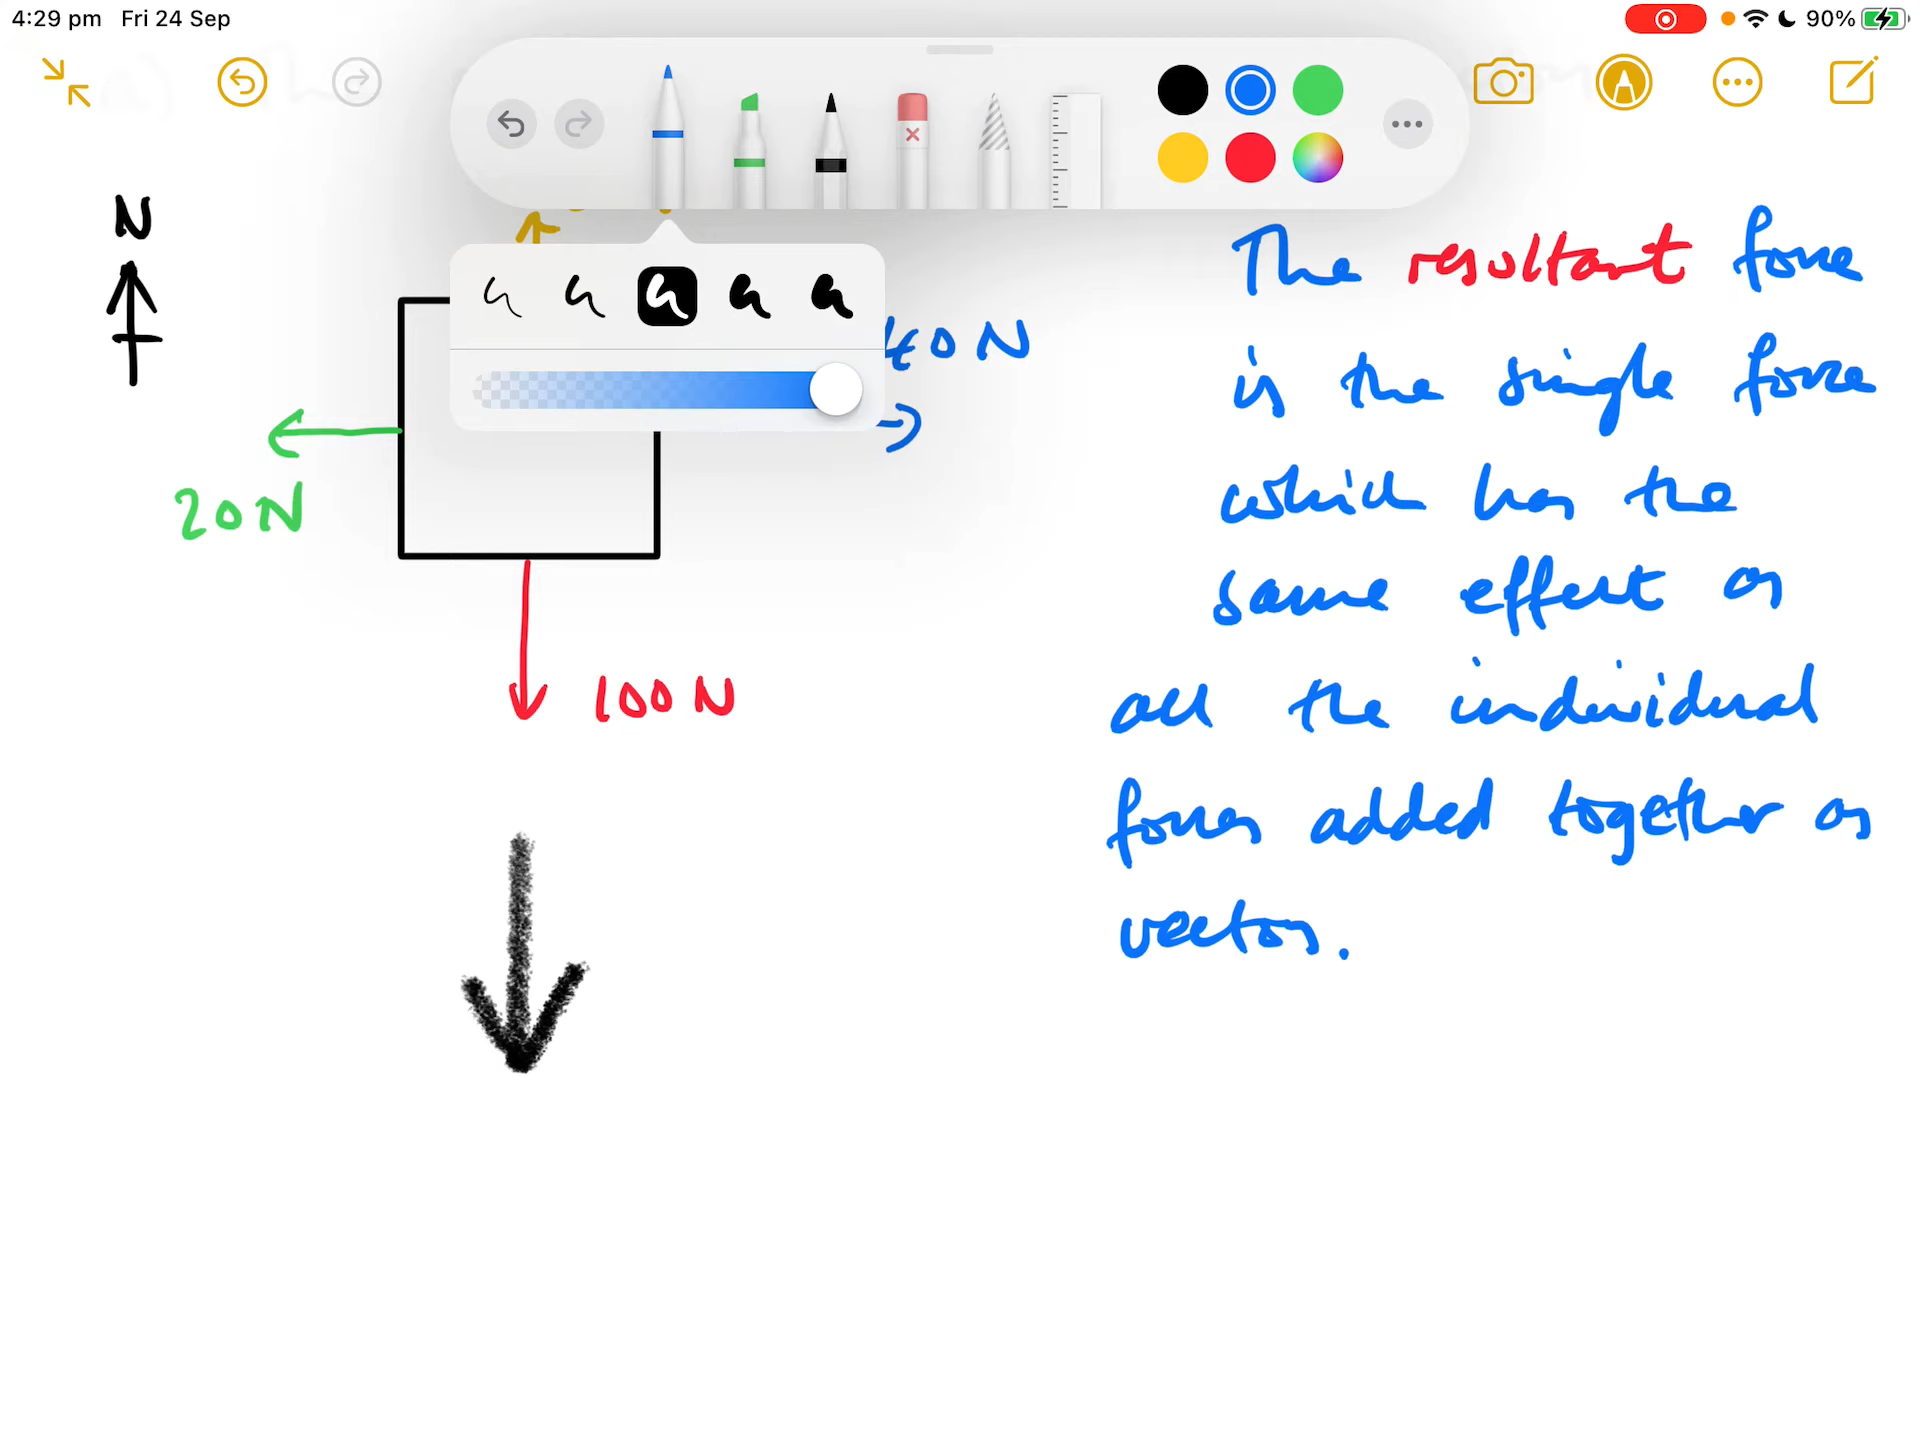 4:29 pm Fri 24 Sep
90%
N
a a a a a
40N
20N
100N
The resultant force
is the single force
which has the
same effect as
all the individual
forces added together as
vectors.